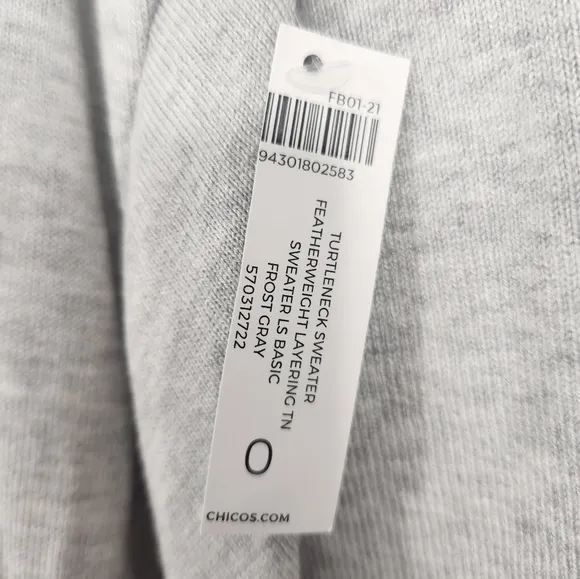 FB01-21
94301802583
TURTLENECK SWEATER
FEATHERWEIGHT LAYERING TN
SWEATER LS BASIC
FROST GRAY
570312722
0
CHICOS.COM